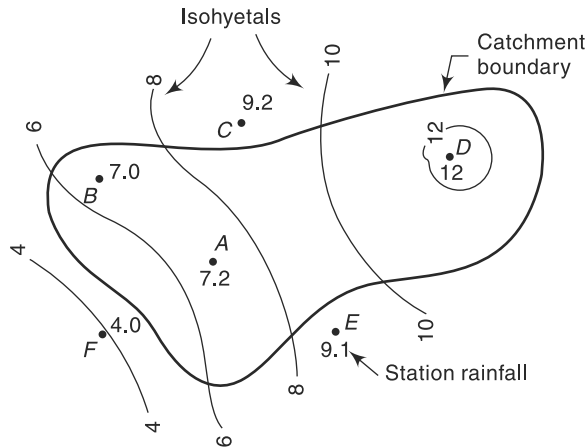 Isohyetals
10
Catchment
boundary
8
9.2
C
6
12
D
12
7.0
B
A
7.2
4
4.0
F
E
9.1
10
Station rainfall
8
4
6